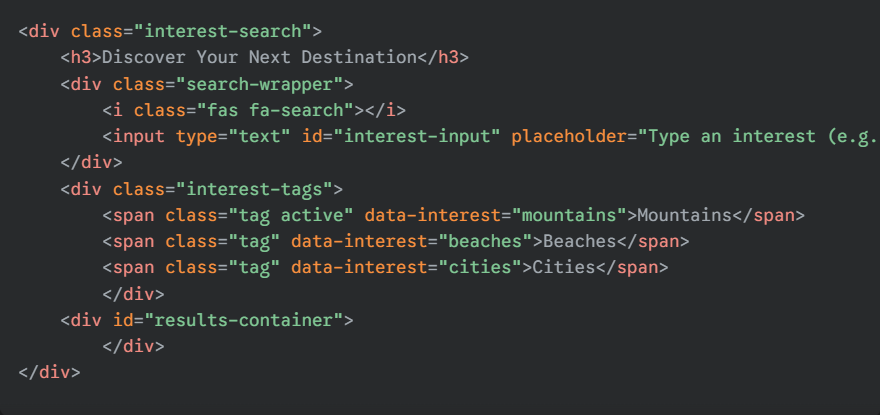 <div class="interest-search">
    <h3>Discover Your Next Destination</h3>
    <div class="search-wrapper">
        <i class="fas fa-search"></i>
        <input type="text" id="interest-input" placeholder="Type an interest (e.g.
    </div>
    <div class="interest-tags">
        <span class="tag active" data-interest="mountains">Mountains</span>
        <span class="tag" data-interest="beaches">Beaches</span>
        <span class="tag" data-interest="cities">Cities</span>
        </div>
    <div id="results-container">
        </div>
</div>